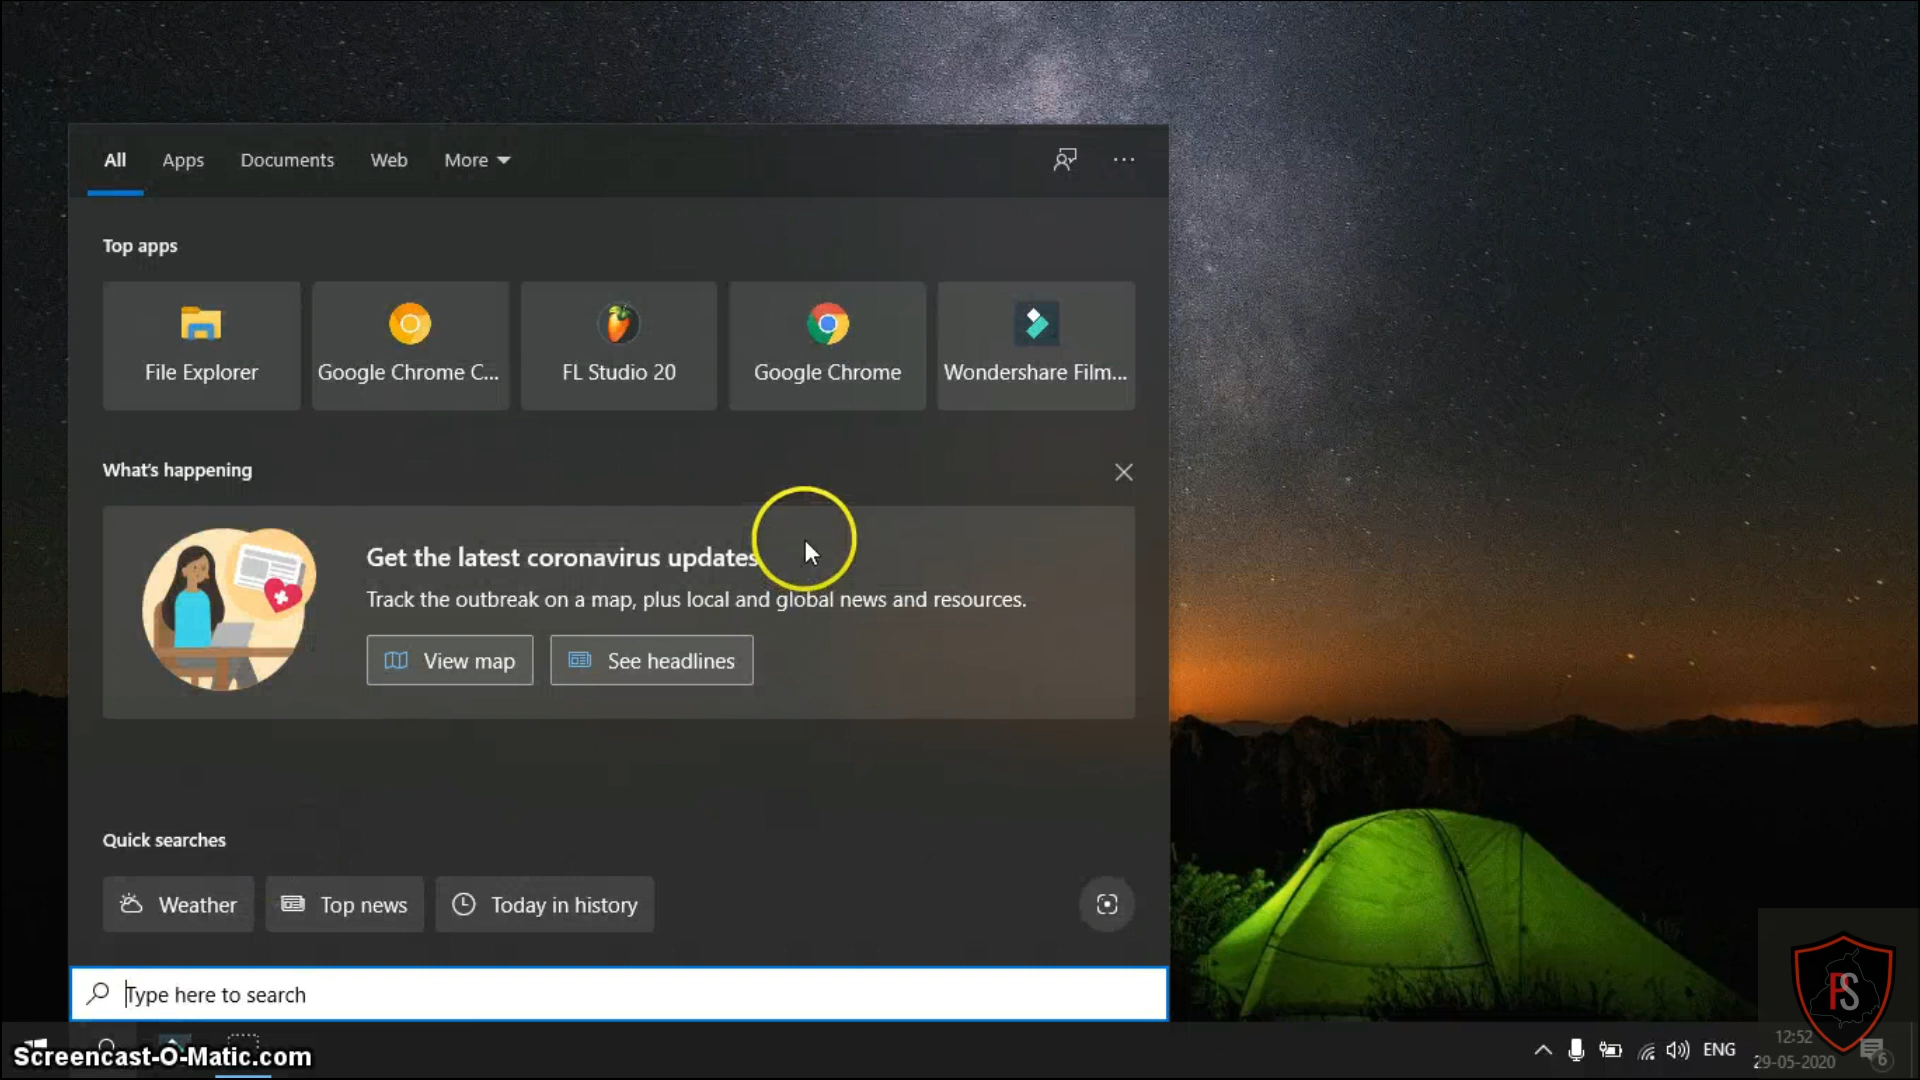 All Apps Documents Web More
Top apps
File Explorer
Google Chrome C...
FL Studio 20
Google Chrome
Wondershare Film...
What's happening
Get the latest coronavirus updates
Track the outbreak on a map, plus local and global news and resources.
View map
See headlines
Quick searches
Weather
Top news
Today in history
Type here to search
Screencast-O-Matic.com
ENG
12:52
29-05-2020
6
PS